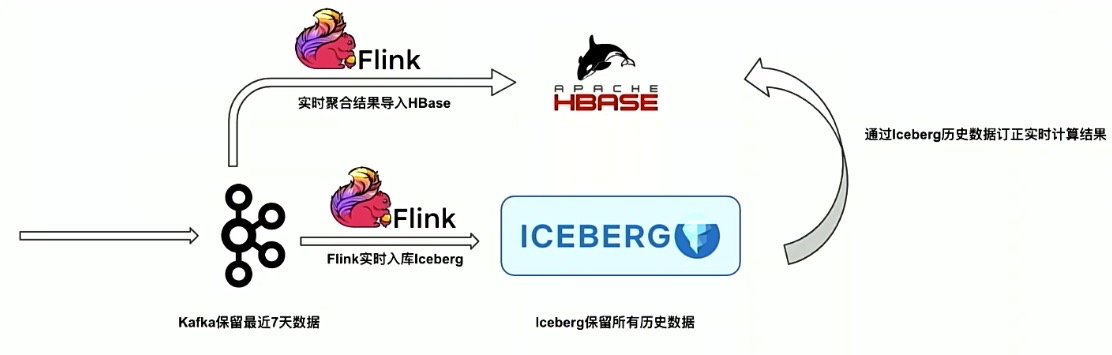 Flink
实时聚合结果导入HBase
APACHE
HBASE
通过Iceberg历史数据订正实时计算结果
Flink
Flink实时入库Iceberg
ICEBERG
Kafka保留最近7天数据
Iceberg保留所有历史数据